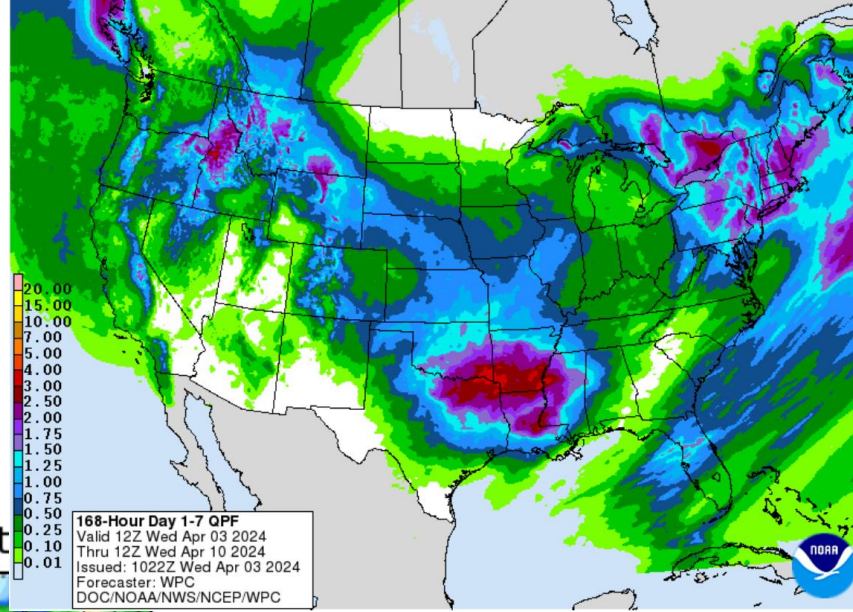 20.00
15.00
10.00
7.00
5.00
4.00
3.00
2.50
2.00
1.75
1.50
1.25
1.00
0.75
0.50
0.25
0.10
0.01
t
168-Hour Day 1-7 QPF
Valid 12Z Wed Apr 03 2024
Thru 12Z Wed Apr 10 2024
Issued: 1022Z Wed Apr 03 2024
Forecaster: WPC
DOC/NOAA/NWS/NCEP/WPC
NOAA